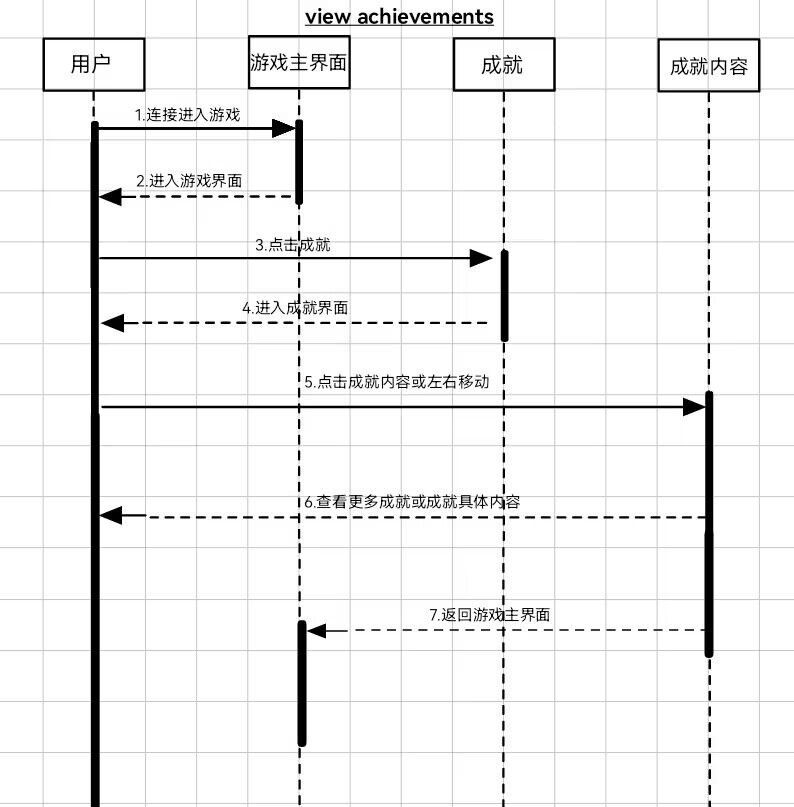 view achievements
用户
游戏主界面
成就
成就内容
1.连接进入游戏
2.进入游戏界面
3.点击成就
4.进入成就界面
5.点击成就内容或左右移动
6.查看更多成就或成就具体内容
7.返回游戏主界面